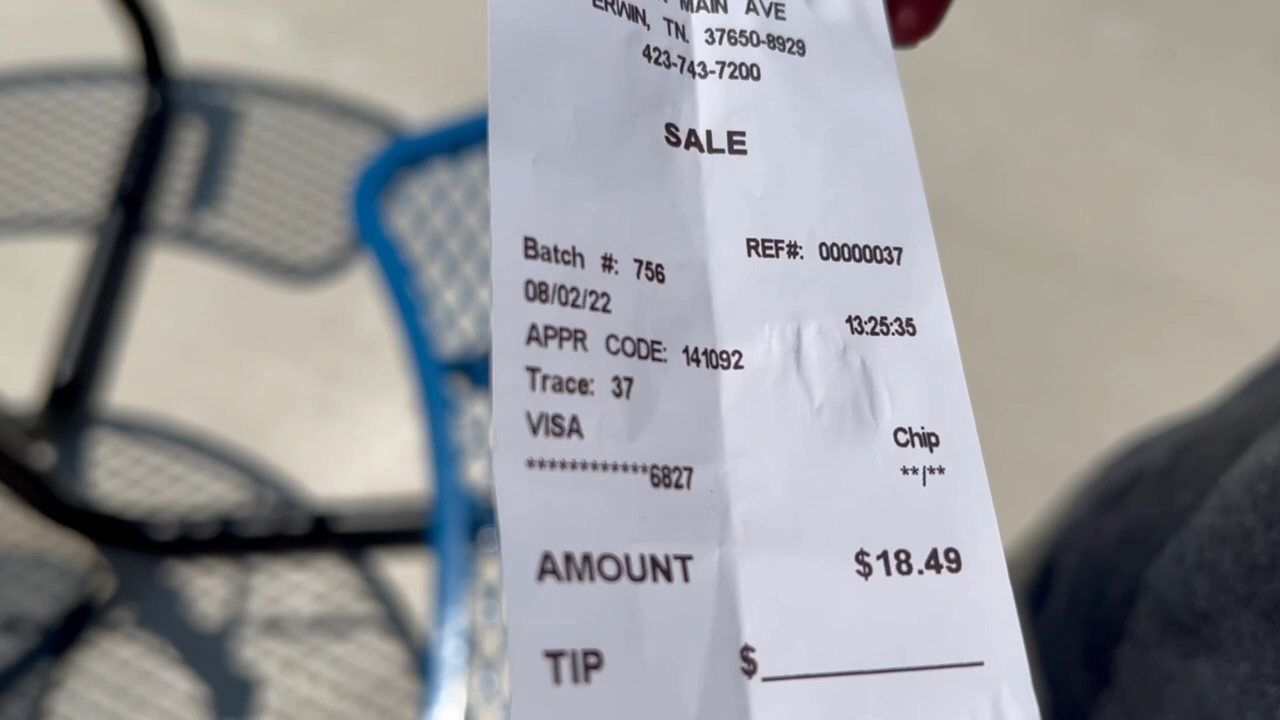 MAIN AVE
ERWIN, TN. 37650-8929
423-743-7200
SALE
Batch #: 756 REF#: 00000037
08/02/22 13:25:35
APPR CODE: 141092
Trace: 37
VISA Chip
************6827 **/**
AMOUNT $18.49
TIP $